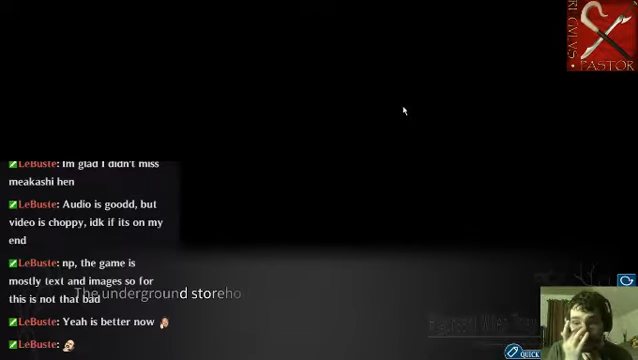 PASTOR
LeBuste: Im glad I didn't miss
meakashi hen
LeBuste: Audio is goodd, but
video is choppy, idk if its on my
end
LeBuste: np, the game is
mostly text and images so for
this is not that bad
The underground storeho
LeBuste: Yeah is better now
LeBuste:
QUICK